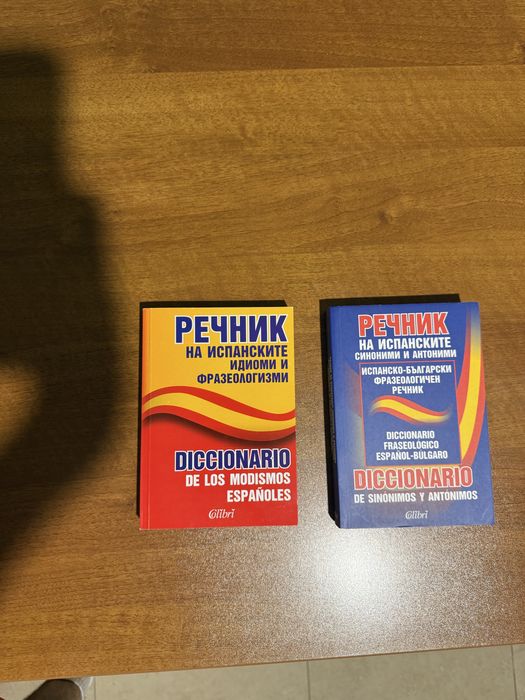 РЕЧНИК
НА ИСПАНСКИТЕ
ИДИОМИ И
ФРАЗЕОЛОГИЗМИ
DICCIONARIO
DE LOS MODISMOS
ESPAÑOLES
Colibri
РЕЧНИК
НА ИСПАНСКИТЕ
СИНОНИМИ И АНТОНИМИ
ИСПАНСКО-БЪЛГАРСКИ
ФРАЗЕОЛОГИЧЕН
РЕЧНИК
DICCIONARIO
FRASEOLÓGICO
ESPAÑOL-BÚLGARO
DICCIONARIO
DE SINÓNIMOS Y ANTÓNIMOS
Colibri